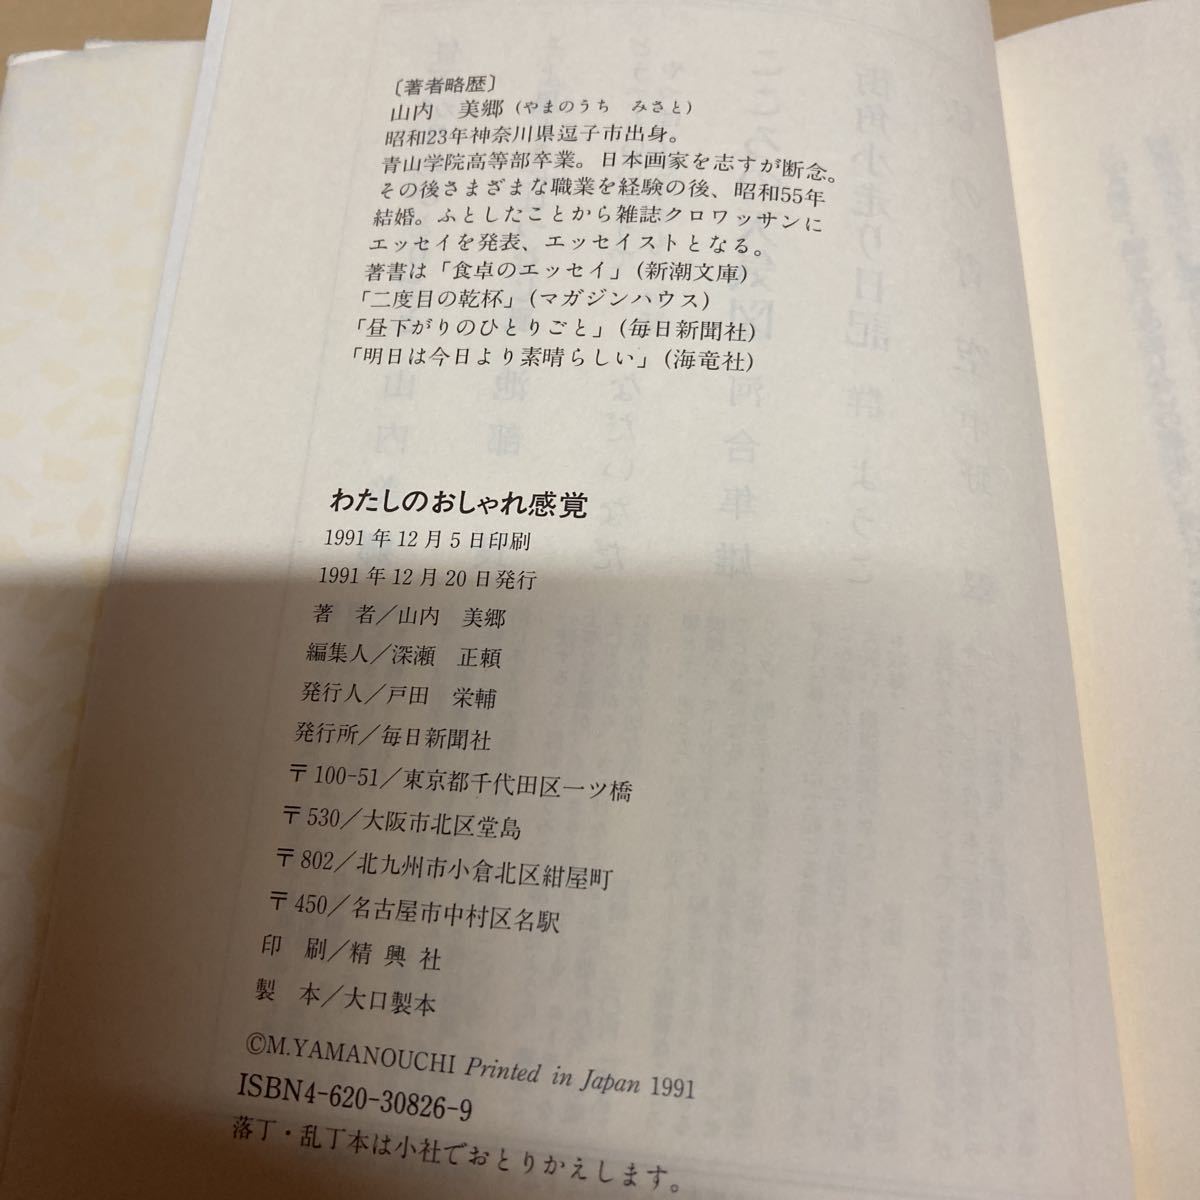 〔著者略歴〕
山内　美郷（やまのうち　みさと）
昭和23年神奈川県逗子市出身。
青山学院高等部卒業。日本画家を志すが断念。
その後さまざまな職業を経験の後、昭和55年
結婚。ふとしたことから雑誌クロワッサンに
エッセイを発表、エッセイストとなる。
著書は「食卓のエッセイ」（新潮文庫）
「二度目の乾杯」（マガジンハウス）
「昼下がりのひとりごと」（毎日新聞社）
「明日は今日より素晴らしい」（海竜社）
わたしのおしゃれ感覚
1991年12月5日印刷
1991年12月20日発行
著　者／山内　美郷
編集人／深瀬　正頼
発行人／戸田　栄輔
発行所／毎日新聞社
〒100-51／東京都千代田区一ツ橋
〒530／大阪市北区堂島
〒802／北九州市小倉北区紺屋町
〒450／名古屋市中村区名駅
印　刷／精興社
製　本／大口製本
©M.YAMANOUCHI Printed in Japan 1991
ISBN4-620-30826-9
落丁・乱丁本は小社でおとりかえします。